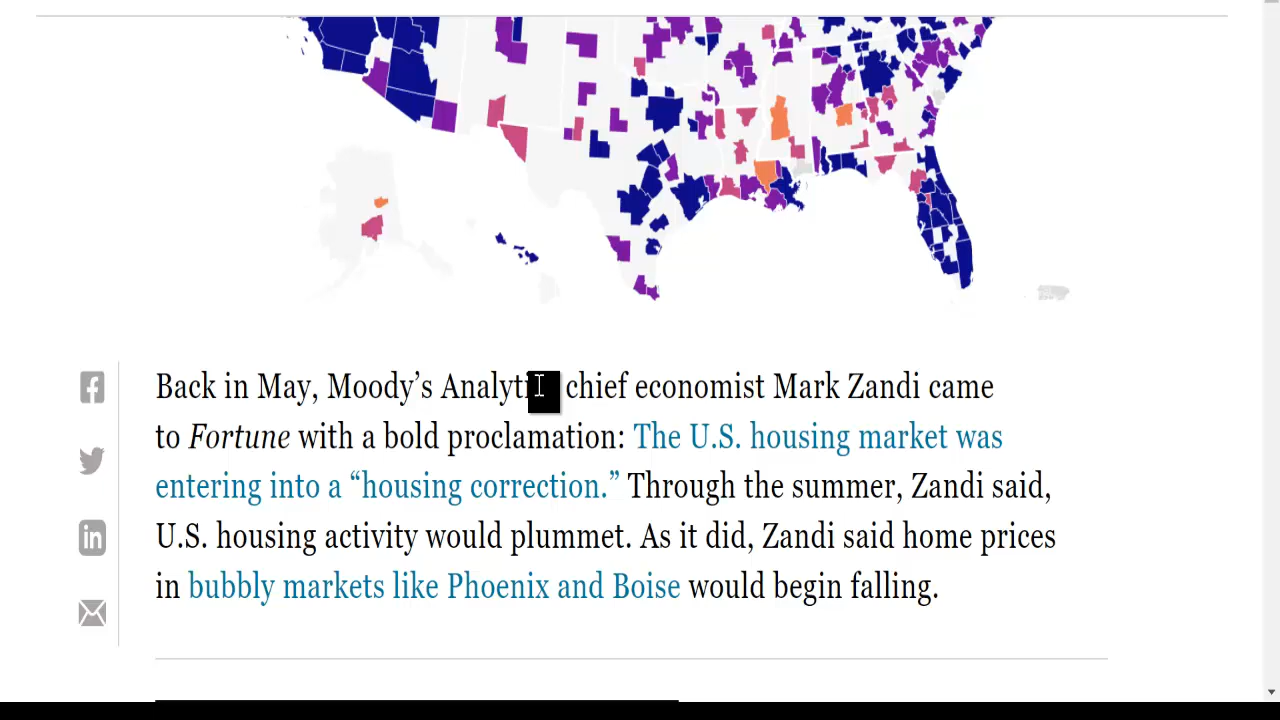 Back in May, Moody's chief economist Mark Zandi came
to Fortune with a bold proclamation: The U.S. housing market was
entering into a “housing correction.” Through the summer, Zandi said,
U.S. housing activity would plummet. As it did, Zandi said home prices
in bubbly markets like Phoenix and Boise would begin falling.